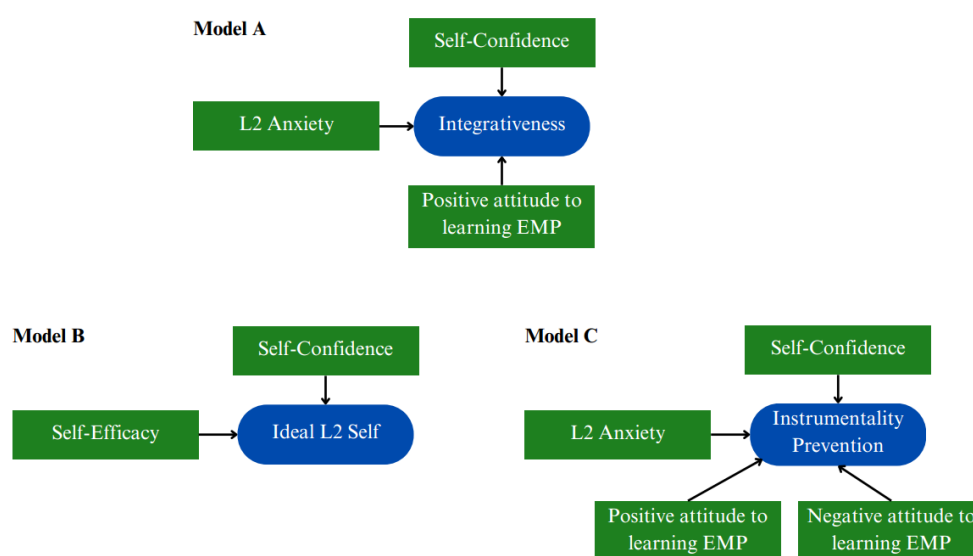 Model A
Self-Confidence
L2 Anxiety
Integrativeness
Positive attitude to
learning EMP
Model B
Self-Confidence
Self-Efficacy
Ideal L2 Self
Model C
Self-Confidence
L2 Anxiety
Instrumentality
Prevention
Positive attitude to
learning EMP
Negative attitude to
learning EMP